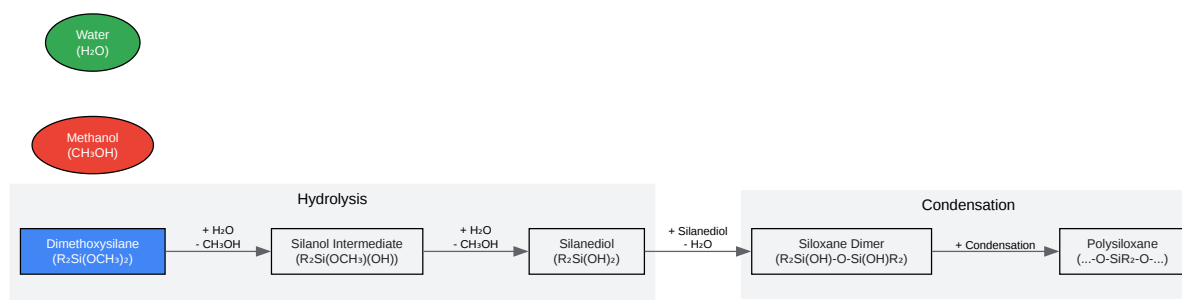 Water
(H₂O)
Methanol
(CH₃OH)
Hydrolysis
Condensation
Dimethoxysilane
(R₂Si(OCH₃)₂)
+ H₂O
- CH₃OH
Silanol Intermediate
(R₂Si(OCH₃)(OH))
+ H₂O
- CH₃OH
Silanediol
(R₂Si(OH)₂)
+ Silanediol
- H₂O
Siloxane Dimer
(R₂Si(OH)-O-Si(OH)R₂)
+ Condensation
Polysiloxane
(...-O-SiR₂-O-...)